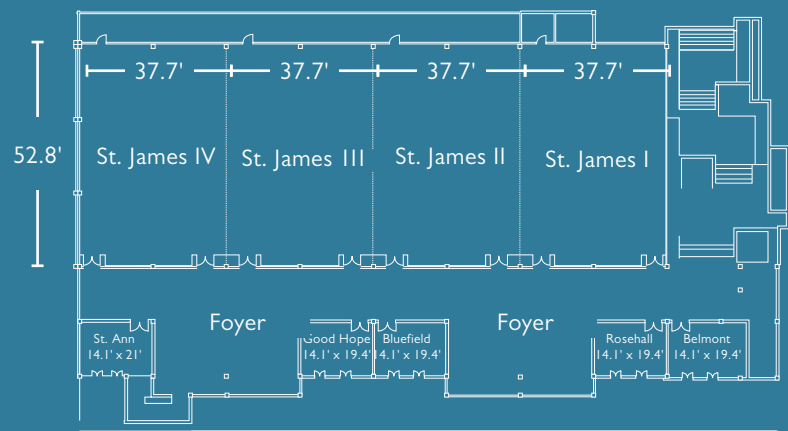 37.7' 37.7' 37.7' 37.7'
52.8'
St. James IV St. James III St. James II St. James I
Foyer Foyer
St. Ann Good Hope Bluefield Rosehall Belmont
14.1' x 21' 14.1' x 19.4' 14.1' x 19.4' 14.1' x 19.4' 14.1' x 19.4'